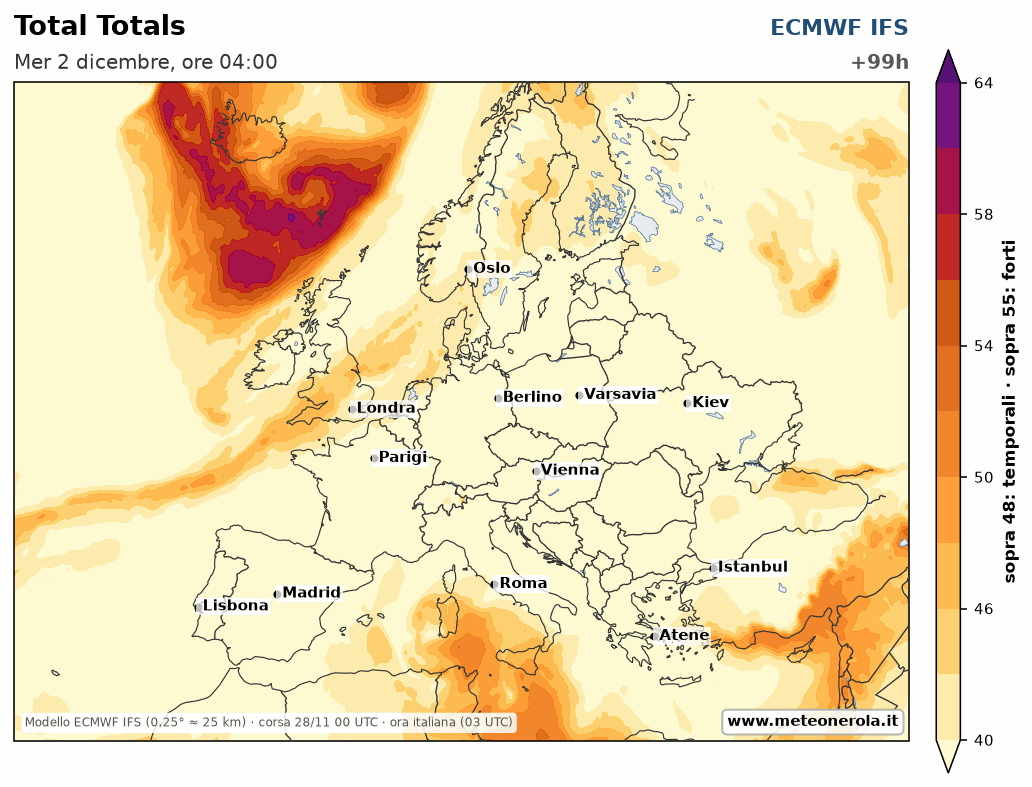 Total Totals
ECMWF IFS
Mer 2 dicembre, ore 04:00
+99h
64
58
54
50
46
40
sopra 48: temporali · sopra 55: forti
Oslo
Berlino
Varsavia
Kiev
Londra
Parigi
Vienna
Istanbul
Roma
Madrid
Lisbona
Atene
Modello ECMWF IFS (0,25° ≈ 25 km) · corsa 28/11 00 UTC · ora italiana (03 UTC)
www.meteonerola.it